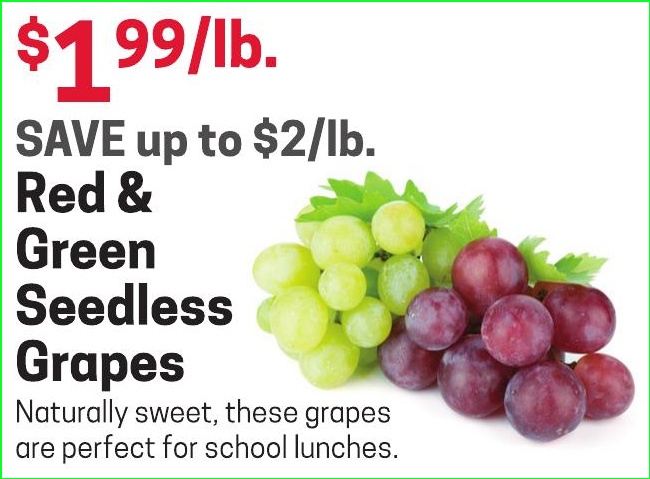 $1 99/lb.
SAVE up to $2/lb.
Red &
Green
Seedless
Grapes
Naturally sweet, these grapes
are perfect for school lunches.